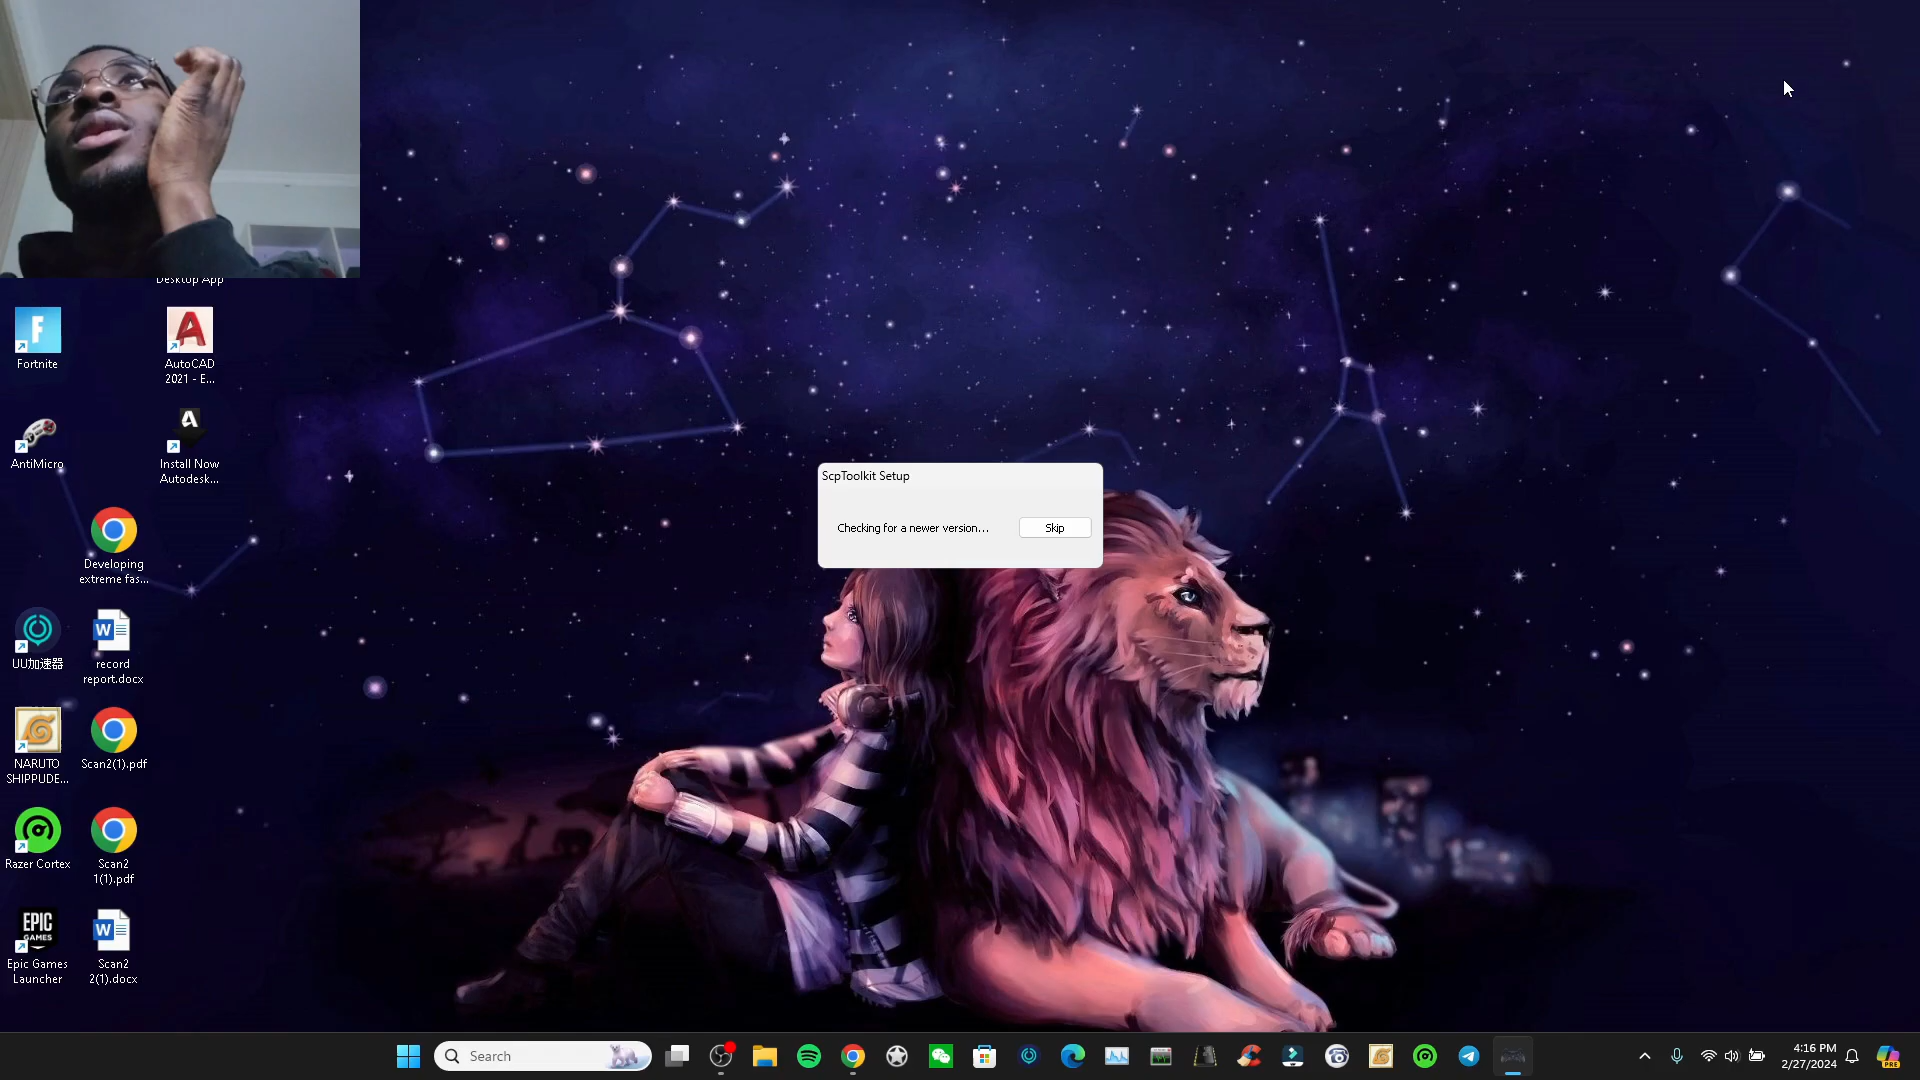 Desktop App
Fortnite
AutoCAD
2021 - E...
AntiMicro
Install Now
Autodesk...
ScpToolkit Setup
Checking for a newer version...
Skip
Developing
extreme fas...
UU加速器
record
report.docx
NARUTO
SHIPPUDE...
Scan2(1).pdf
Razer Cortex
Scan2
1(1).pdf
EPIC
GAMES
Epic Games
Launcher
Scan2
2(1).docx
Search
4:16 PM
2/27/2024
PRE